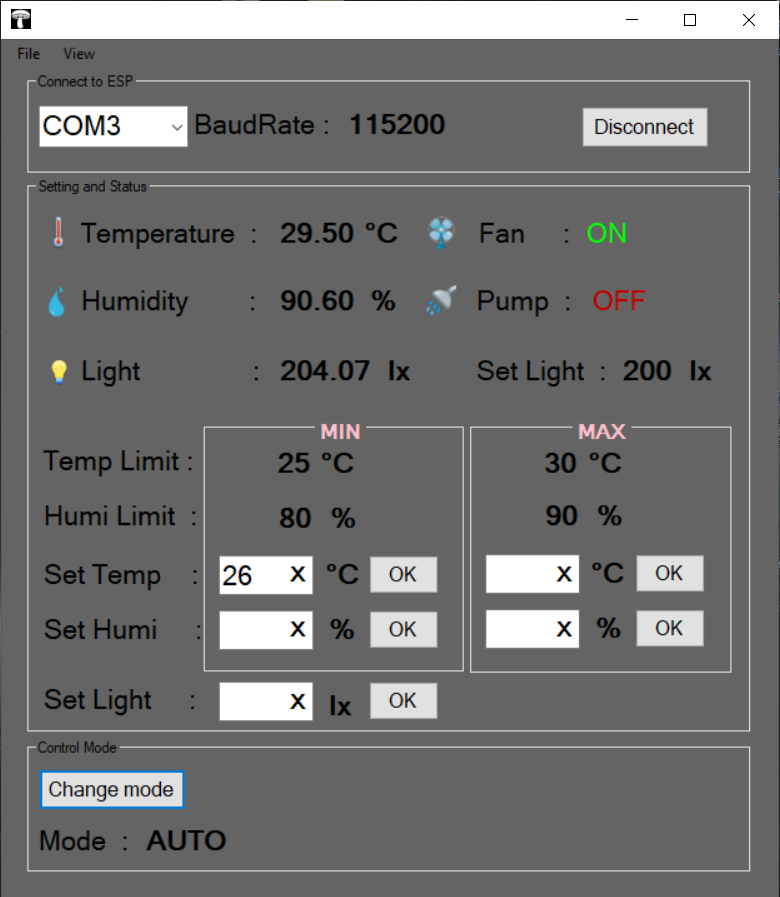 File View
Connect to ESP
COM3 BaudRate : 115200 Disconnect
Setting and Status
Temperature : 29.50 °C Fan : ON
Humidity : 90.60 % Pump : OFF
Light : 204.07 lx Set Light : 200 lx
MIN MAX
Temp Limit : 25 °C 30 °C
Humi Limit : 80 % 90 %
Set Temp : 26 X °C OK X °C OK
Set Humi : X % OK X % OK
Set Light : X lx OK
Control Mode
Change mode
Mode : AUTO